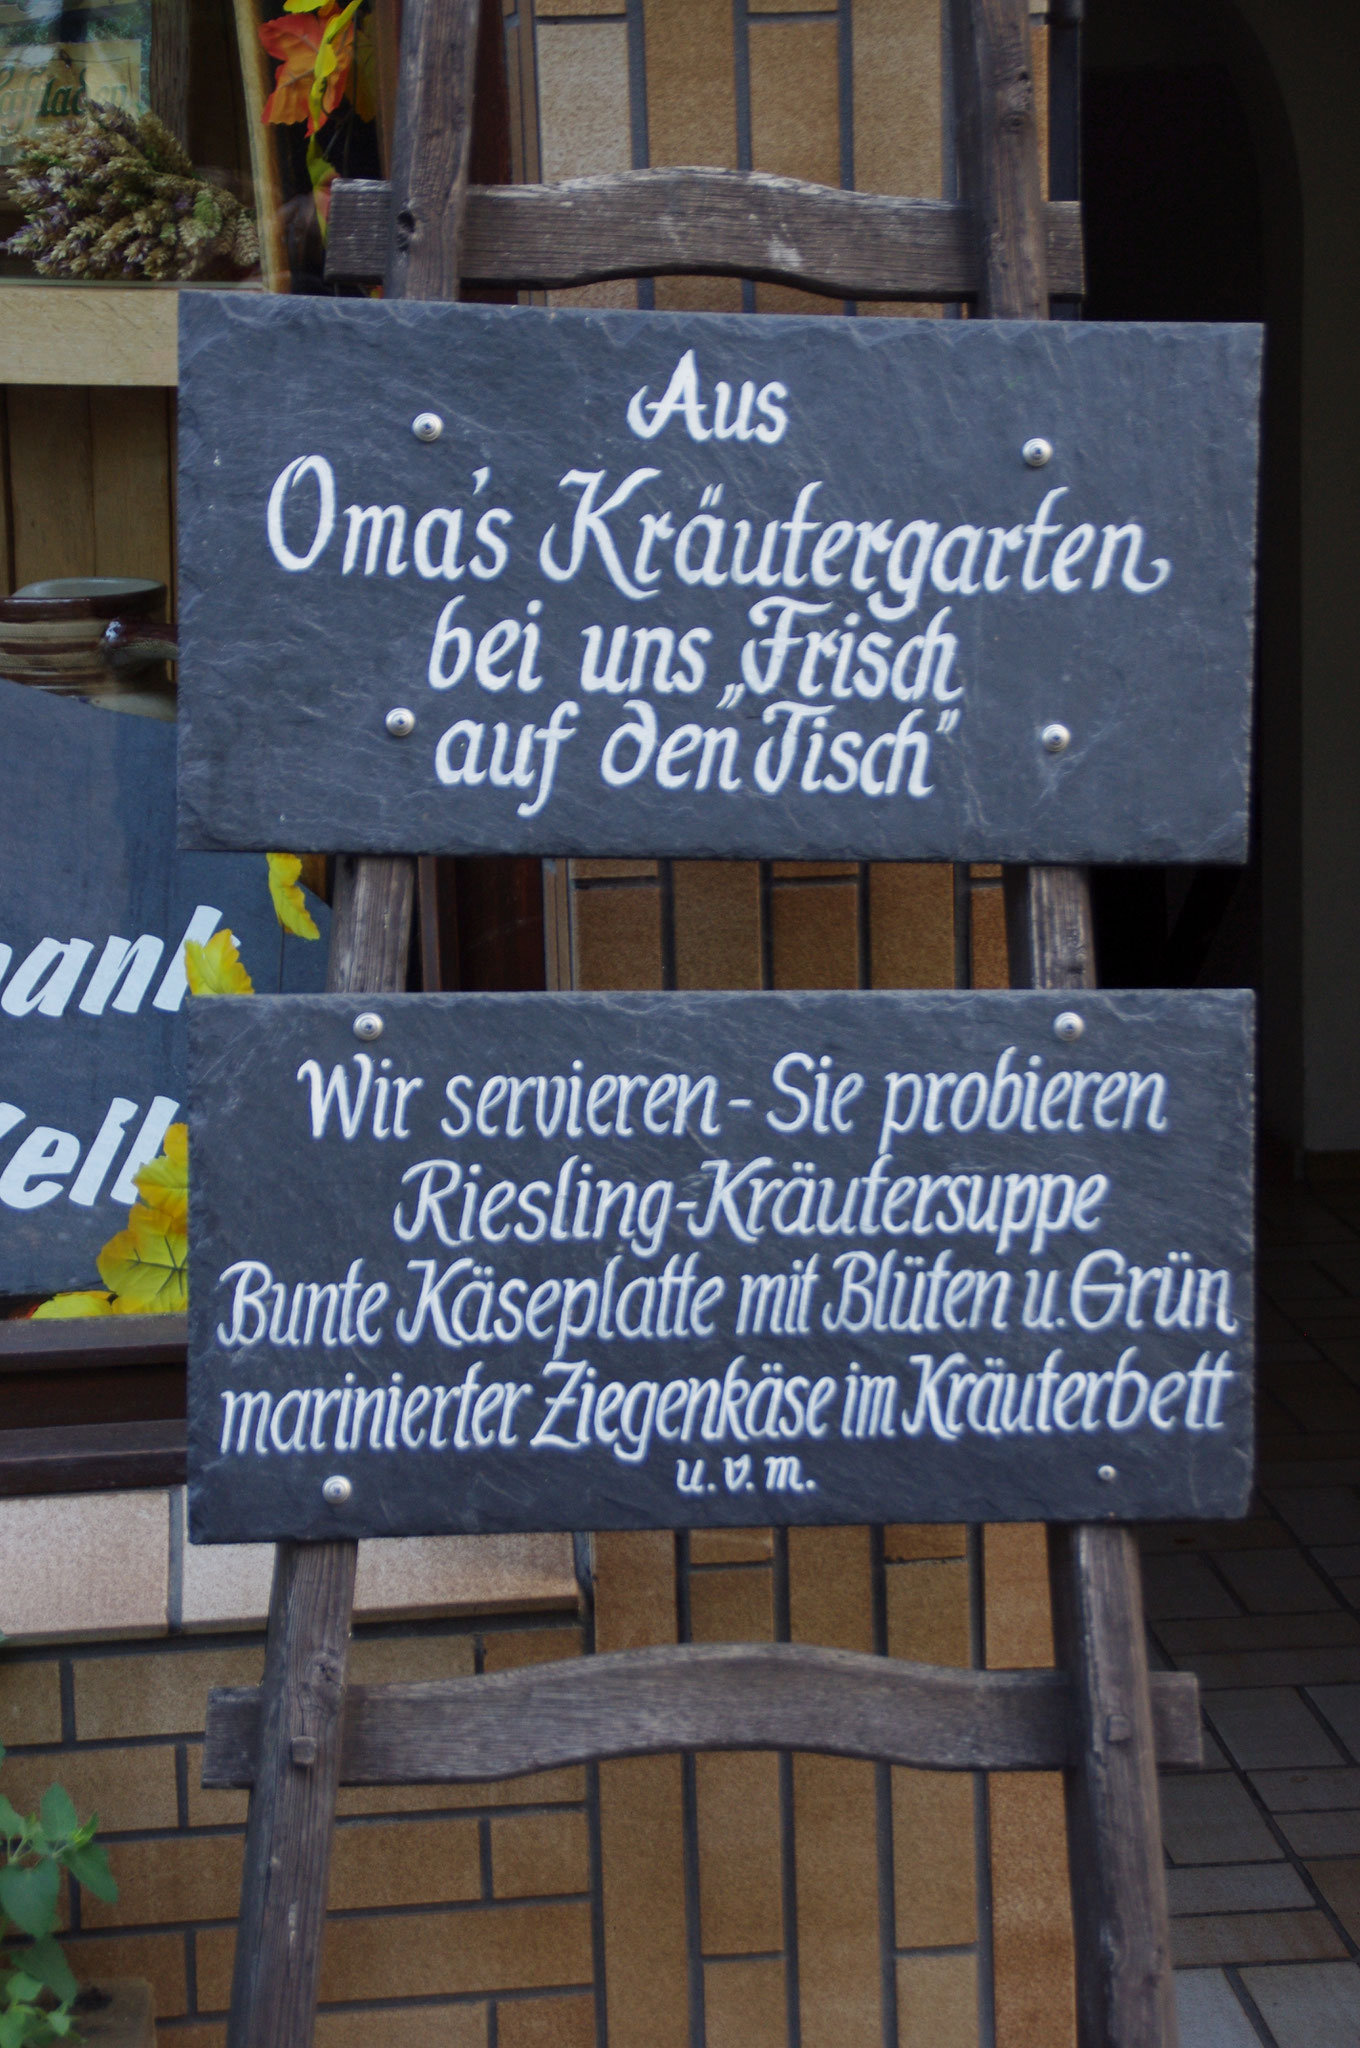 Aus
Oma's Kräutergarten
bei uns „Frisch
auf den Tisch"
Wir servieren - Sie probieren
Riesling-Kräutersuppe
Bunte Käseplatte mit Blüten u. Grün
marinierter Ziegenkäse im Kräuterbett
u. v. m.